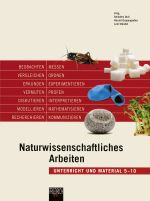 Hrsg.
BEOBACHTEN MESSEN
VERGLEICHEN ORDNEN
ERKUNDEN EXPERIMENTIEREN
VERMUTEN PRÜFEN
DISKUTIEREN INTERPRETIEREN
MODELLIEREN MATHEMATISIEREN
RECHERCHIEREN KOMMUNIZIEREN
Naturwissenschaftliches
Arbeiten
UNTERRICHT UND MATERIAL 5–10